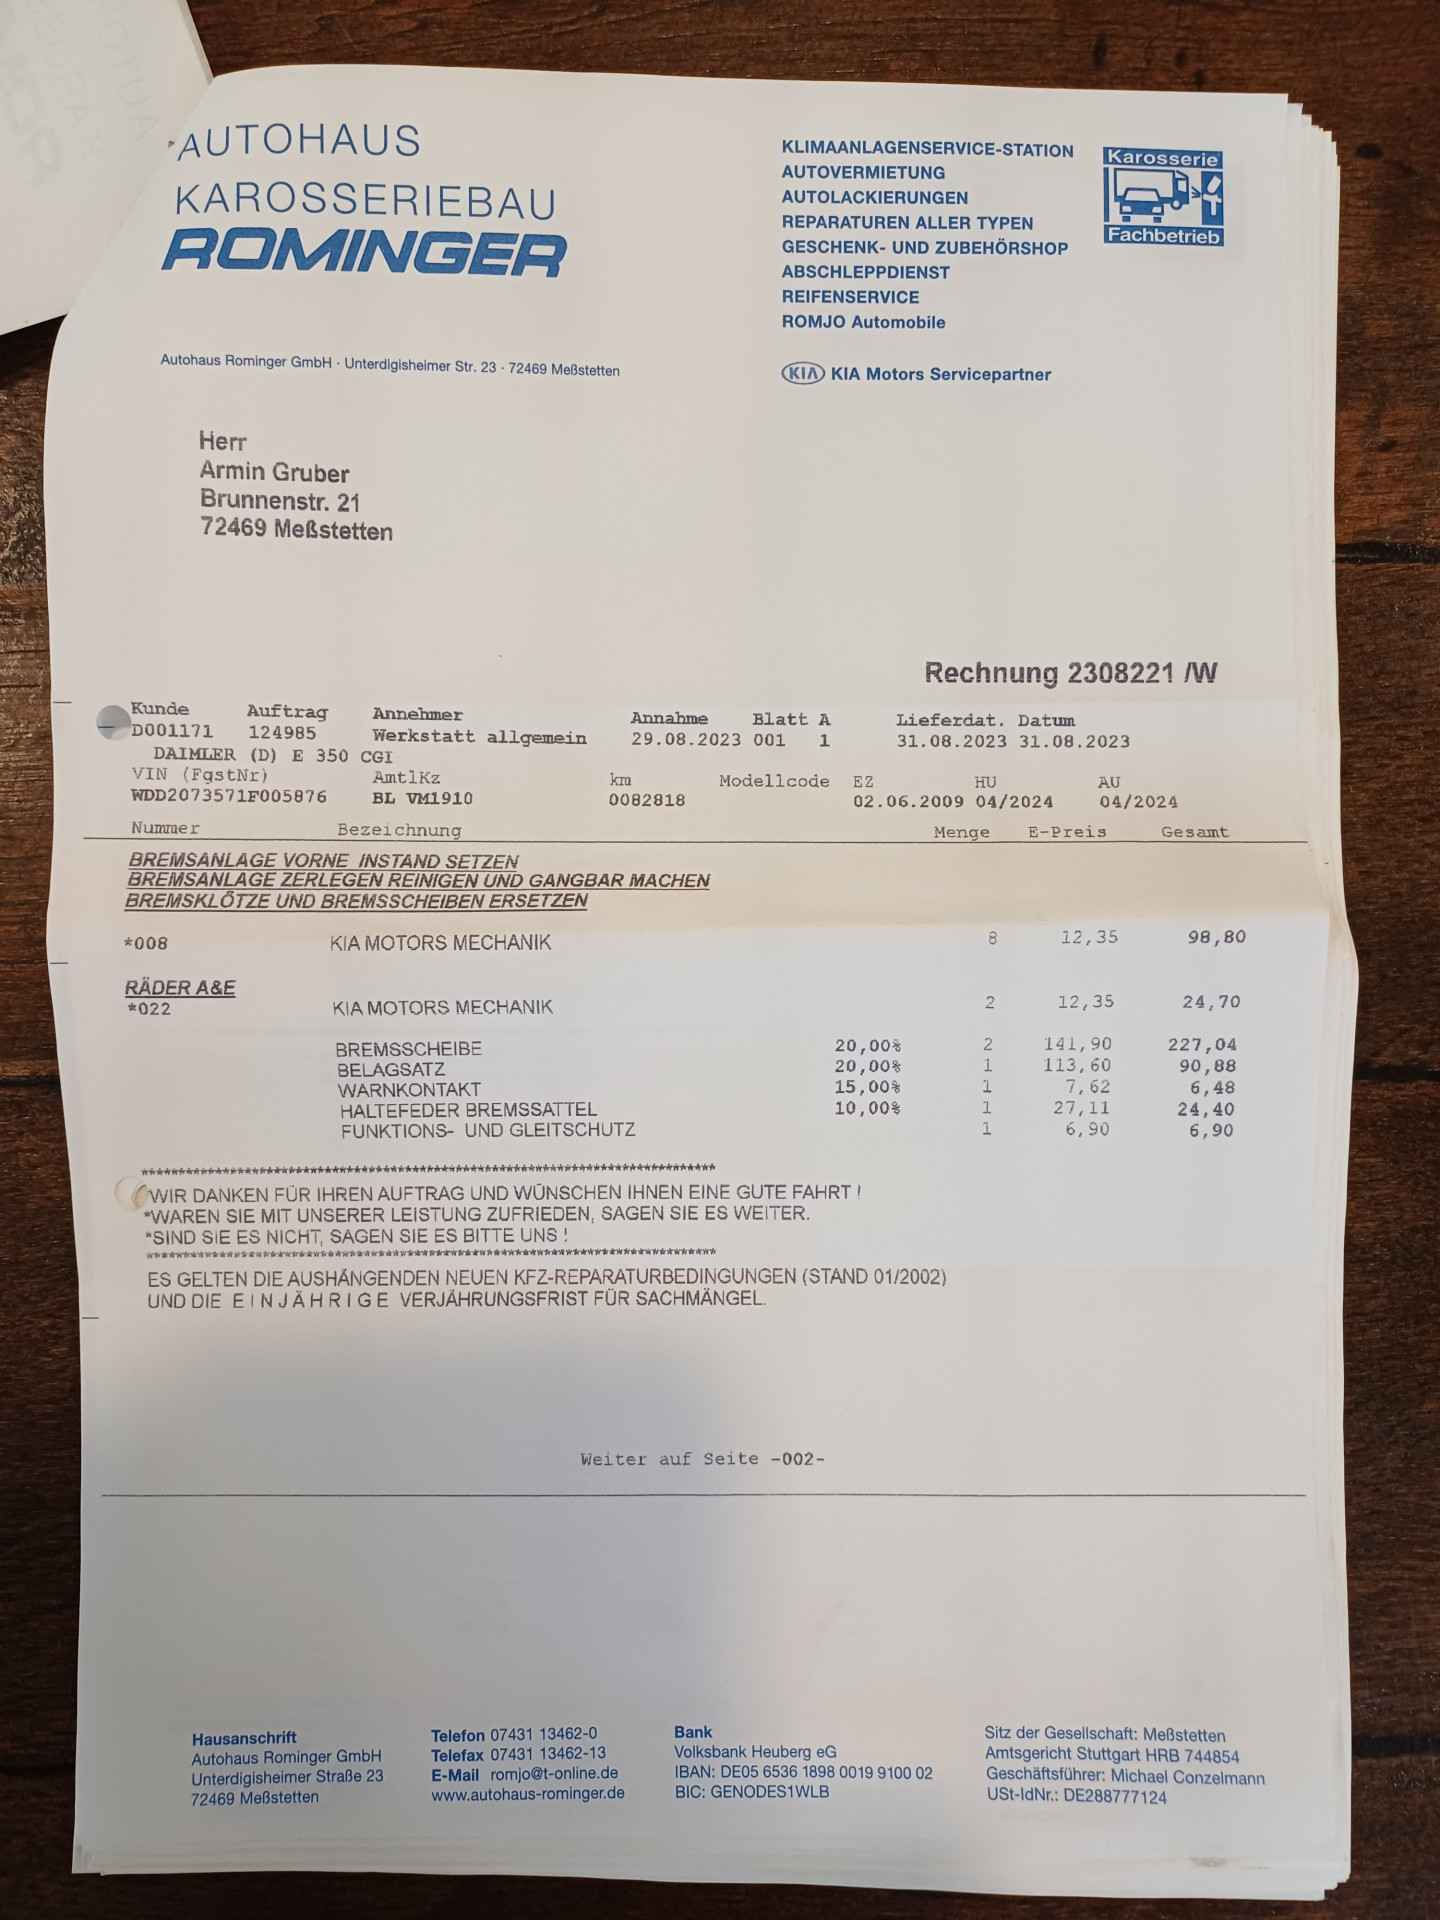 AUTOHAUS
KAROSSERIEBAU
ROMINGER
KLIMAANLAGENSERVICE-STATION
AUTOVERMIETUNG
AUTOLACKIERUNGEN
REPARATUREN ALLER TYPEN
GESCHENK- UND ZUBEHÖRSHOP
ABSCHLEPPDIENST
REIFENSERVICE
ROMJO Automobile
KIA KIA Motors Servicepartner
Karosserie
Fachbetrieb
Autohaus Rominger GmbH · Unterdigisheimer Str. 23 · 72469 Meßstetten
Herr
Armin Gruber
Brunnenstr. 21
72469 Meßstetten
Rechnung 2308221 /W
Kunde Auftrag Annehmer Annahme Blatt A Lieferdat. Datum
D001171 124985 Werkstatt allgemein 29.08.2023 001 1 31.08.2023 31.08.2023
DAIMLER (D) E 350 CGI
VIN (FgstNr) AmtlKz km Modellcode EZ HU AU
WDD2073571F005876 BL VM1910 0082818 02.06.2009 04/2024 04/2024
Nummer Bezeichnung Menge E-Preis Gesamt
BREMSANLAGE VORNE INSTAND SETZEN
BREMSANLAGE ZERLEGEN REINIGEN UND GANGBAR MACHEN
BREMSKLÖTZE UND BREMSSCHEIBEN ERSETZEN
*008 KIA MOTORS MECHANIK 8 12,35 98,80
RÄDER A&E
*022 KIA MOTORS MECHANIK 2 12,35 24,70
BREMSSCHEIBE 20,00% 2 141,90 227,04
BELAGSATZ 20,00% 1 113,60 90,88
WARNKONTAKT 15,00% 1 7,62 6,48
HALTEFEDER BREMSSATTEL 10,00% 1 27,11 24,40
FUNKTIONS- UND GLEITSCHUTZ 1 6,90 6,90
WIR DANKEN FÜR IHREN AUFTRAG UND WÜNSCHEN IHNEN EINE GUTE FAHRT !
*WAREN SIE MIT UNSERER LEISTUNG ZUFRIEDEN, SAGEN SIE ES WEITER.
*SIND SIE ES NICHT, SAGEN SIE ES BITTE UNS !
ES GELTEN DIE AUSHÄNGENDEN NEUEN KFZ-REPARATURBEDINGUNGEN (STAND 01/2002)
UND DIE E I N J Ä H R I G E VERJÄHRUNGSFRIST FÜR SACHMÄNGEL.
Weiter auf Seite -002-
Hausanschrift
Autohaus Rominger GmbH
Unterdigisheimer Straße 23
72469 Meßstetten
Telefon 07431 13462-0
Telefax 07431 13462-13
E-Mail romjo@t-online.de
www.autohaus-rominger.de
Bank
Volksbank Heuberg eG
IBAN: DE05 6536 1898 0019 9100 02
BIC: GENODES1WLB
Sitz der Gesellschaft: Meßstetten
Amtsgericht Stuttgart HRB 744854
Geschäftsführer: Michael Conzelmann
USt-IdNr.: DE288777124